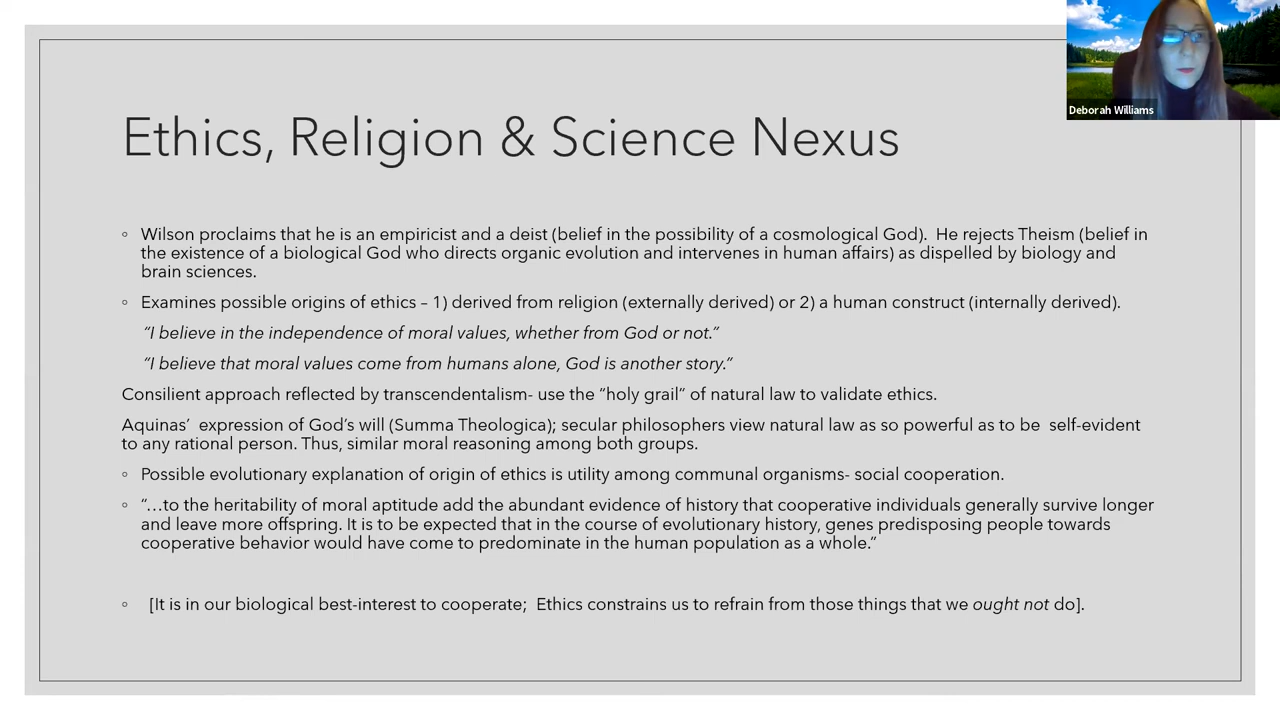 Deborah Williams
Ethics, Religion & Science Nexus
◦ Wilson proclaims that he is an empiricist and a deist (belief in the possibility of a cosmological God).  He rejects Theism (belief in
the existence of a biological God who directs organic evolution and intervenes in human affairs) as dispelled by biology and
brain sciences.
◦ Examines possible origins of ethics – 1) derived from religion (externally derived) or 2) a human construct (internally derived).
“I believe in the independence of moral values, whether from God or not.”
“I believe that moral values come from humans alone, God is another story.”
Consilient approach reflected by transcendentalism- use the “holy grail” of natural law to validate ethics.
Aquinas’  expression of God’s will (Summa Theologica); secular philosophers view natural law as so powerful as to be  self-evident
to any rational person. Thus, similar moral reasoning among both groups.
◦ Possible evolutionary explanation of origin of ethics is utility among communal organisms- social cooperation.
◦ “…to the heritability of moral aptitude add the abundant evidence of history that cooperative individuals generally survive longer
and leave more offspring. It is to be expected that in the course of evolutionary history, genes predisposing people towards
cooperative behavior would have come to predominate in the human population as a whole.”
◦ [It is in our biological best-interest to cooperate;  Ethics constrains us to refrain from those things that we ought not do].